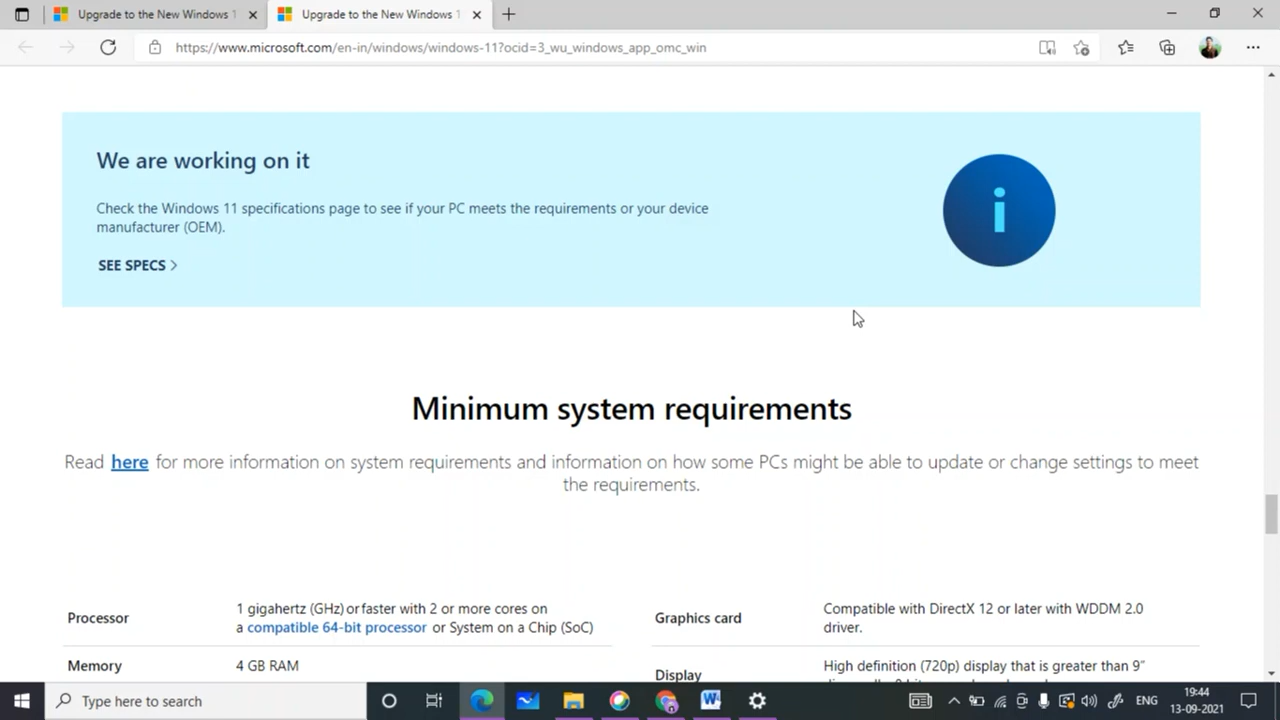 Upgrade to the New Windows 1
Upgrade to the New Windows 1
https://www.microsoft.com/en-in/windows/windows-11?ocid=3_wu_windows_app_omc_win
We are working on it
Check the Windows 11 specifications page to see if your PC meets the requirements or your device
manufacturer (OEM).
SEE SPECS
i
Minimum system requirements
Read here for more information on system requirements and information on how some PCs might be able to update or change settings to meet
the requirements.
Processor
1 gigahertz (GHz) or faster with 2 or more cores on
a compatible 64-bit processor or System on a Chip (SoC)
Graphics card
Compatible with DirectX 12 or later with WDDM 2.0
driver.
Memory
4 GB RAM
Display
High definition (720p) display that is greater than 9"
Type here to search
ENG
19:44
13-09-2021